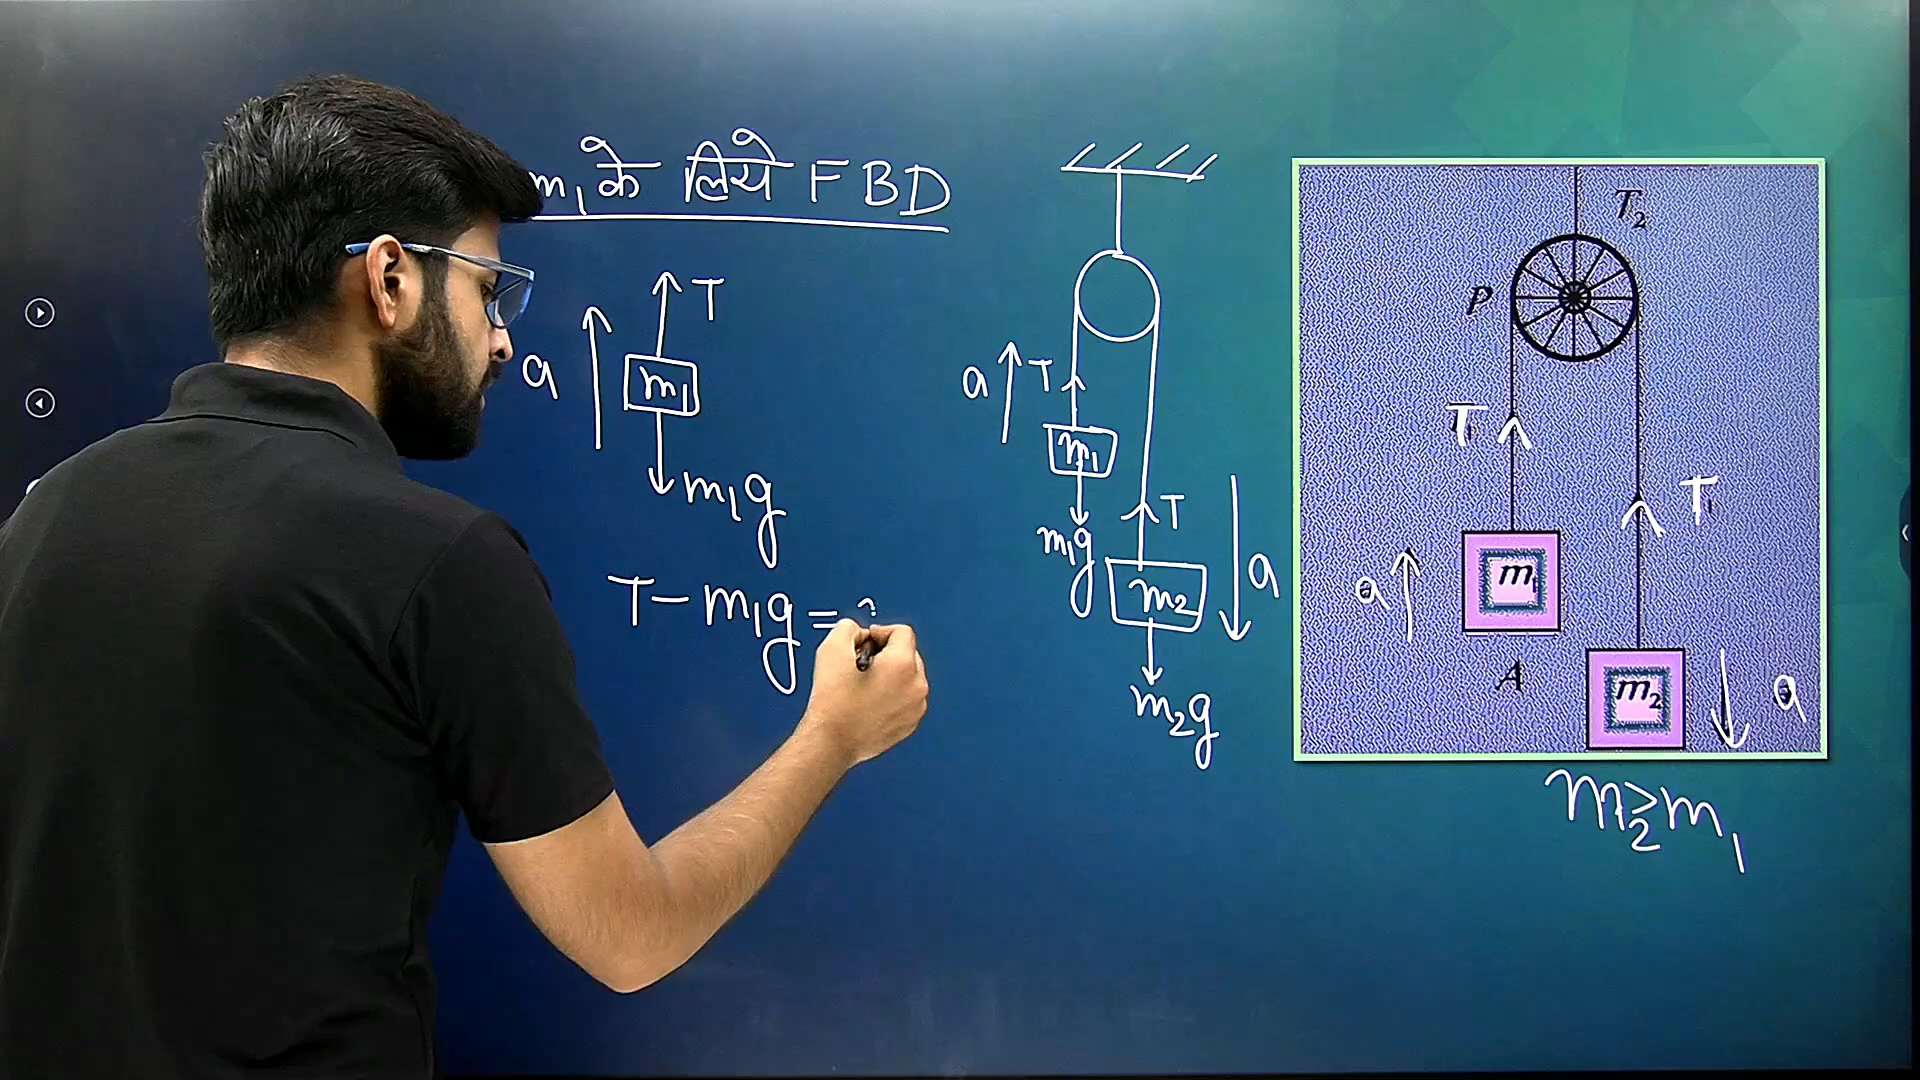 m₁ के लिये FBD
T
a
m₁
m₁g
T - m₁g =
a
T
m₁
m₁g
T
m₂
a
m₂g
T₂
P
T₁
T₁
a
m₁
A
m₂
a
m₂ > m₁